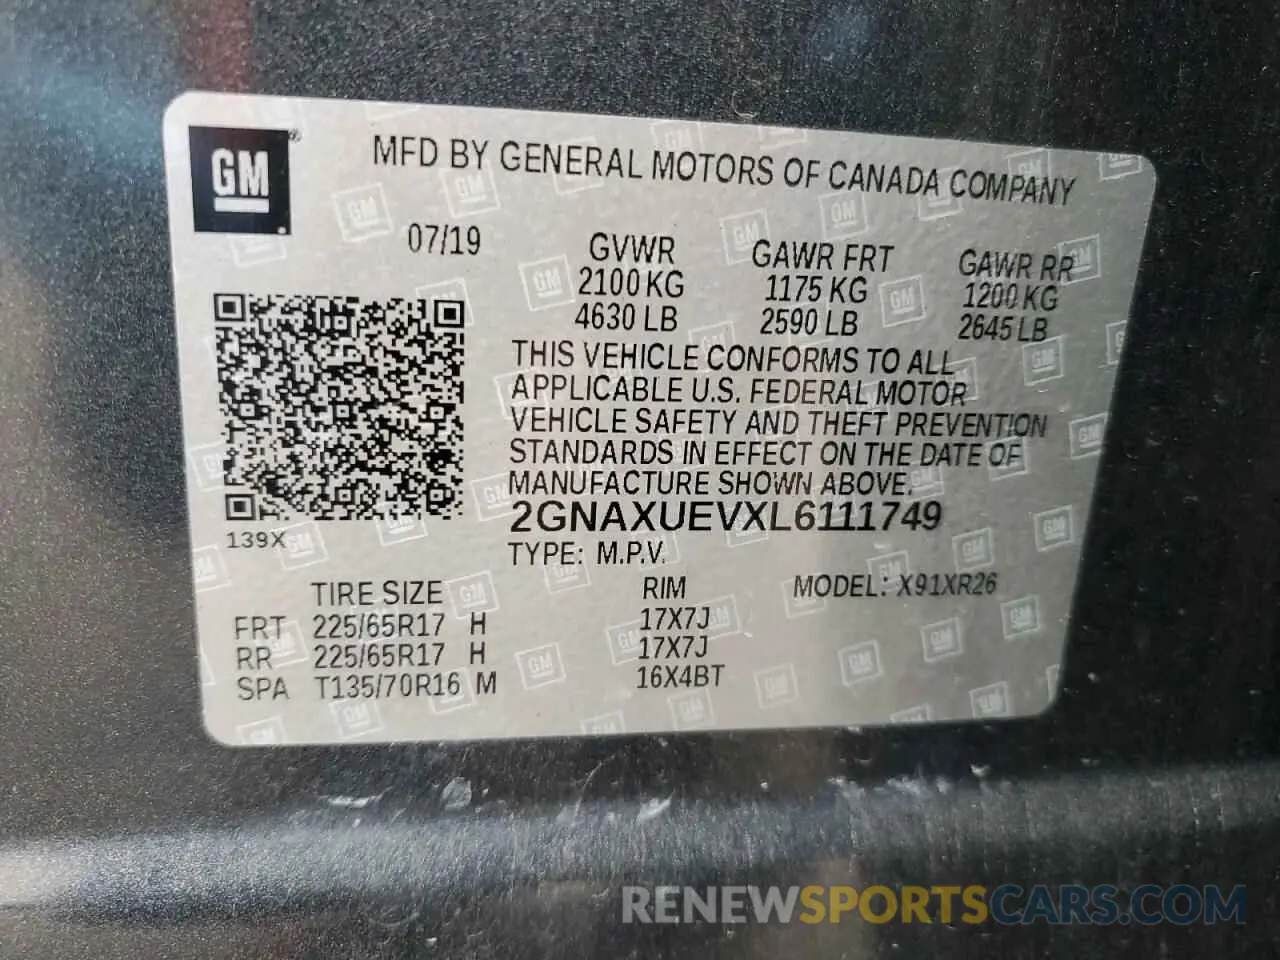 GM
MFD BY GENERAL MOTORS OF CANADA COMPANY
07/19
GVWR GAWR FRT GAWR RR
2100 KG 1175 KG 1200 KG
4630 LB 2590 LB 2645 LB
THIS VEHICLE CONFORMS TO ALL
APPLICABLE U.S. FEDERAL MOTOR
VEHICLE SAFETY AND THEFT PREVENTION
STANDARDS IN EFFECT ON THE DATE OF
MANUFACTURE SHOWN ABOVE.
2GNAXUEVXL6111749
139X
TYPE: M.P.V.
TIRE SIZE RIM MODEL: X91XR26
FRT 225/65R17 H 17X7J
RR 225/65R17 H 17X7J
SPA T135/70R16 M 16X4BT
RENEWSPORTSCARS.COM